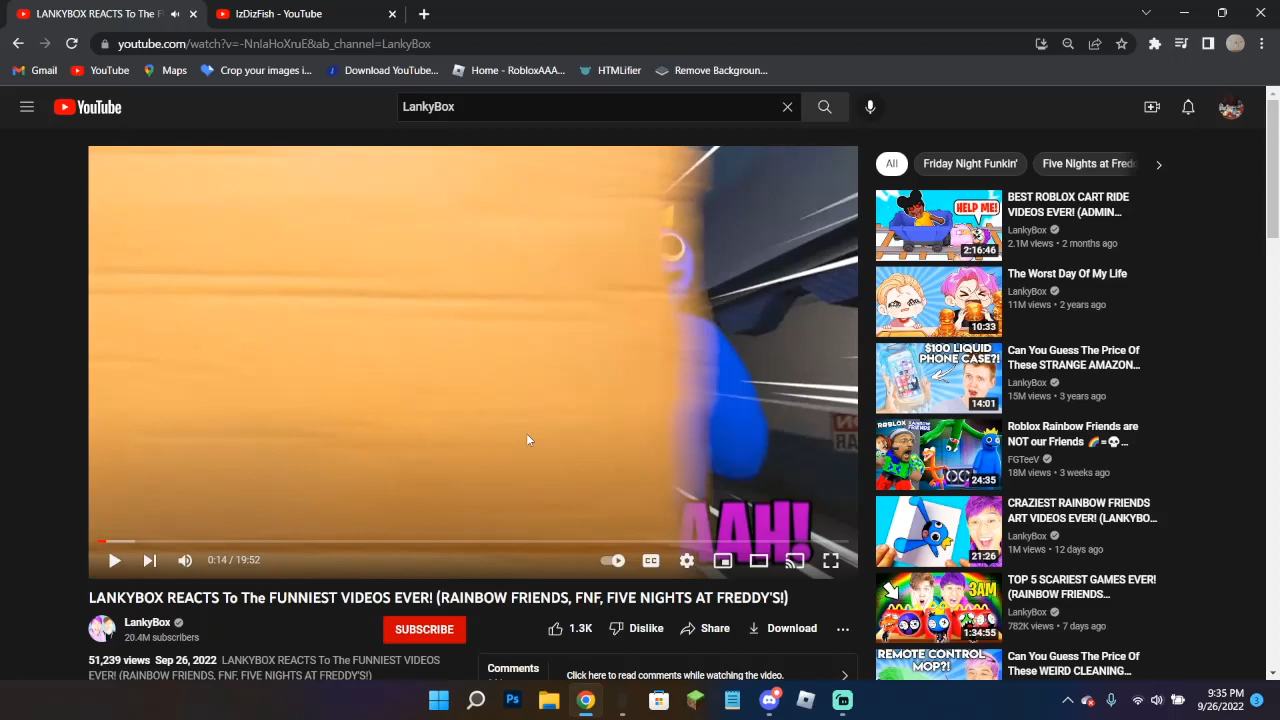 LANKYBOX REACTS To The F
IzDizFish - YouTube
youtube.com/watch?v=-NnIaHoXruE&ab_channel=LankyBox
Gmail
YouTube
Maps
Crop your images i...
Download YouTube...
Home - RobloxAAA...
HTMLifier
Remove Backgroun...
YouTube
LankyBox
All
Friday Night Funkin'
Five Nights at Fredd
HELP ME!
2:16:46
BEST ROBLOX CART RIDE
VIDEOS EVER! (ADMIN...
LankyBox
2.1M views • 2 months ago
10:33
The Worst Day Of My Life
LankyBox
11M views • 2 years ago
$100 LIQUID
PHONE CASE?!
14:01
Can You Guess The Price Of
These STRANGE AMAZON...
LankyBox
15M views • 3 years ago
ROBLOX RAINBOW
FRIENDS
24:35
Roblox Rainbow Friends are
NOT our Friends 🌈=💀...
FGTeeV
18M views • 3 weeks ago
21:26
CRAZIEST RAINBOW FRIENDS
ART VIDEOS EVER! (LANKYBO...
LankyBox
1M views • 12 days ago
3AM
1:34:55
TOP 5 SCARIEST GAMES EVER!
(RAINBOW FRIENDS...
LankyBox
782K views • 7 days ago
REMOTE CONTROL
MOP?!
Can You Guess The Price Of
These WEIRD CLEANING...
AAH!
0:14 / 19:52
CC
LANKYBOX REACTS To The FUNNIEST VIDEOS EVER! (RAINBOW FRIENDS, FNF, FIVE NIGHTS AT FREDDY'S!)
LankyBox
20.4M subscribers
SUBSCRIBE
1.3K
Dislike
Share
Download
51,239 views Sep 26, 2022 LANKYBOX REACTS To The FUNNIEST VIDEOS
EVER! (RAINBOW FRIENDS, FNF, FIVE NIGHTS AT FREDDY'S!)
Comments
Click here to read comments while watching the video.
Ps
9:35 PM
9/26/2022
3